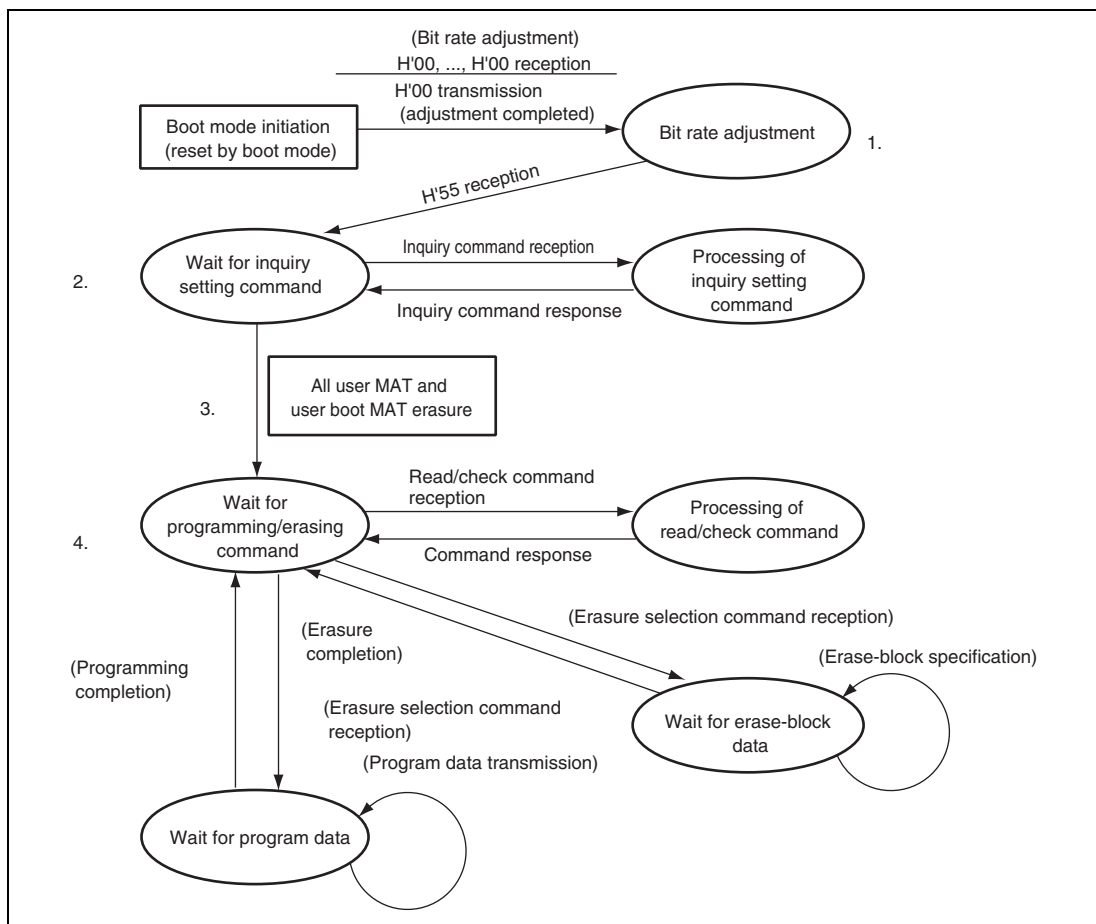 (Bit rate adjustment)
H'00, ..., H'00 reception
H'00 transmission
(adjustment completed)
Boot mode initiation
(reset by boot mode)
Bit rate adjustment
1.
H'55 reception
2.
Wait for inquiry
setting command
Inquiry command reception
Inquiry command response
Processing of
inquiry setting
command
3.
All user MAT and
user boot MAT erasure
4.
Wait for
programming/erasing
command
Read/check command
reception
Command response
Processing of
read/check command
(Erasure selection command reception)
(Erasure
completion)
(Programming
completion)
(Erase-block specification)
Wait for erase-block
data
(Erasure selection command
reception)
(Program data transmission)
Wait for program data